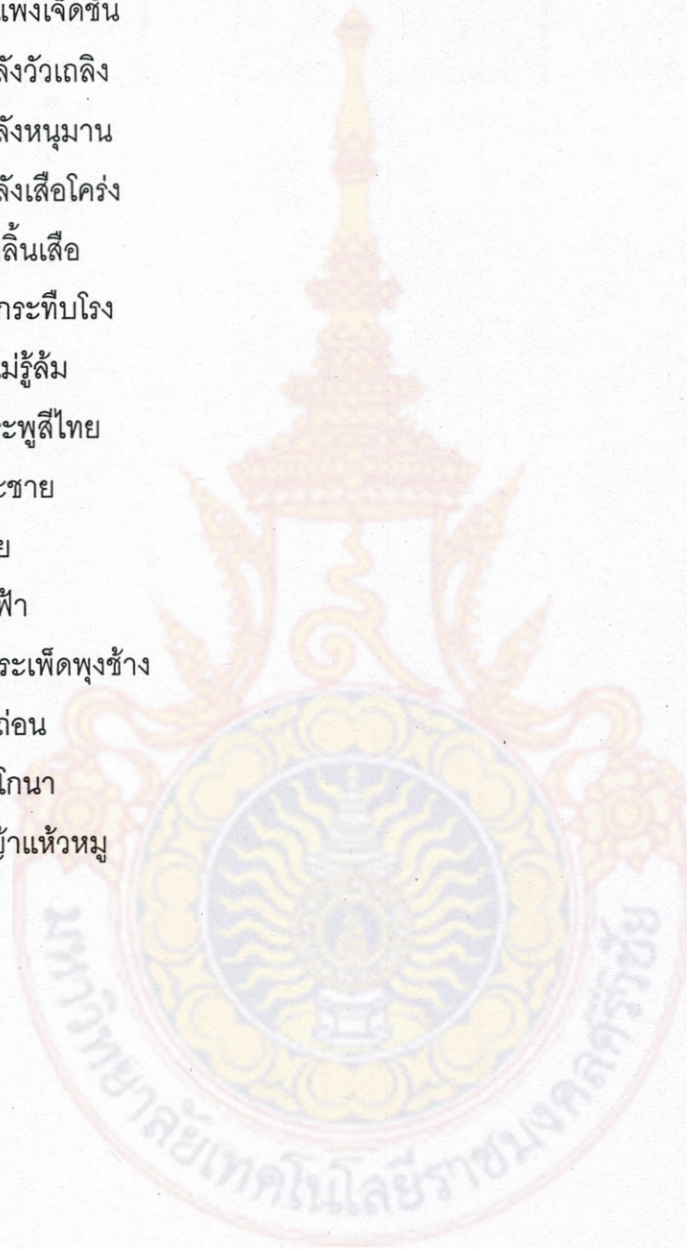 แพงเจ็ดชั้น
ลังวัวเถลิง
ลังหนุมาน
ลังเสือโคร่ง
ลิ้นเสือ
กระทืบโรง
ไม่รู้ล้ม
ะพูสีไทย
ะชาย
ย
ฟ้า
ระเพ็ดพุงช้าง
ถ่อน
โกนา
ญ้าแห้วหมู
มหาวิทยาลัยเทคโนโลยีราชมงคลศรีวิชัย